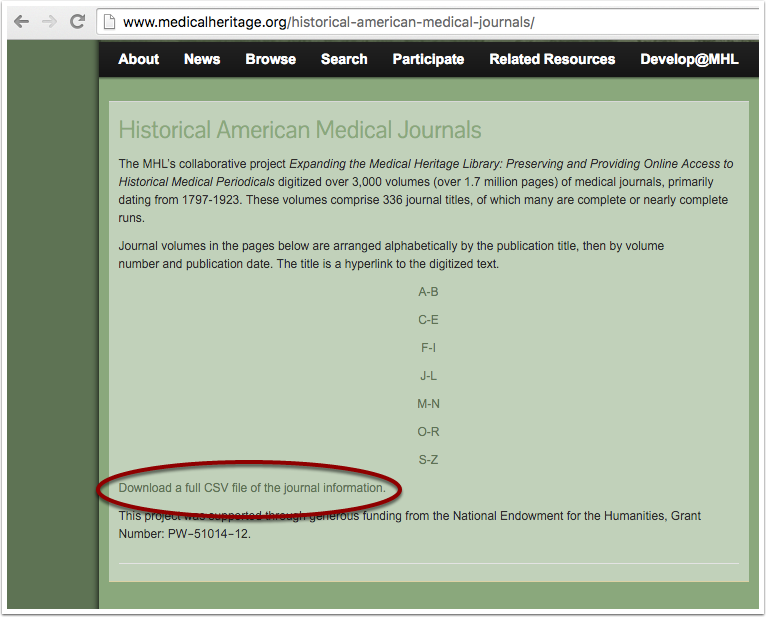 www.medicalheritage.org/historical-american-medical-journals/
About News Browse Search Participate Related Resources Develop@MHL
Historical American Medical Journals
The MHL's collaborative project Expanding the Medical Heritage Library: Preserving and Providing Online Access to
Historical Medical Periodicals digitized over 3,000 volumes (over 1.7 million pages) of medical journals, primarily
dating from 1797-1923. These volumes comprise 336 journal titles, of which many are complete or nearly complete
runs.
Journal volumes in the pages below are arranged alphabetically by the publication title, then by volume
number and publication date. The title is a hyperlink to the digitized text.
A-B
C-E
F-I
J-L
M-N
O-R
S-Z
Download a full CSV file of the journal information.
This project was supported through generous funding from the National Endowment for the Humanities, Grant
Number: PW–51014–12.